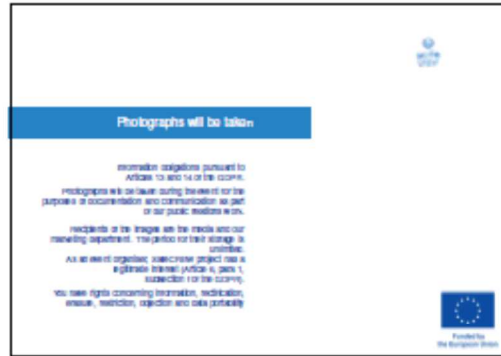 Photographs will be taken
Information obligations pursuant to
Articles 13 and 14 of the GDPR.
Photographs will be taken during the event for the
purposes of documentation and communication as part
of our public relations work.
Recipients of the images are the media and our
marketing department. The period for their storage is
unlimited.
As an event organiser, project has a
legitimate interest (Article 6, para 1,
subsection f of the GDPR).
You have rights concerning information, rectification,
erasure, restriction, objection and data portability
Funded by
the European Union